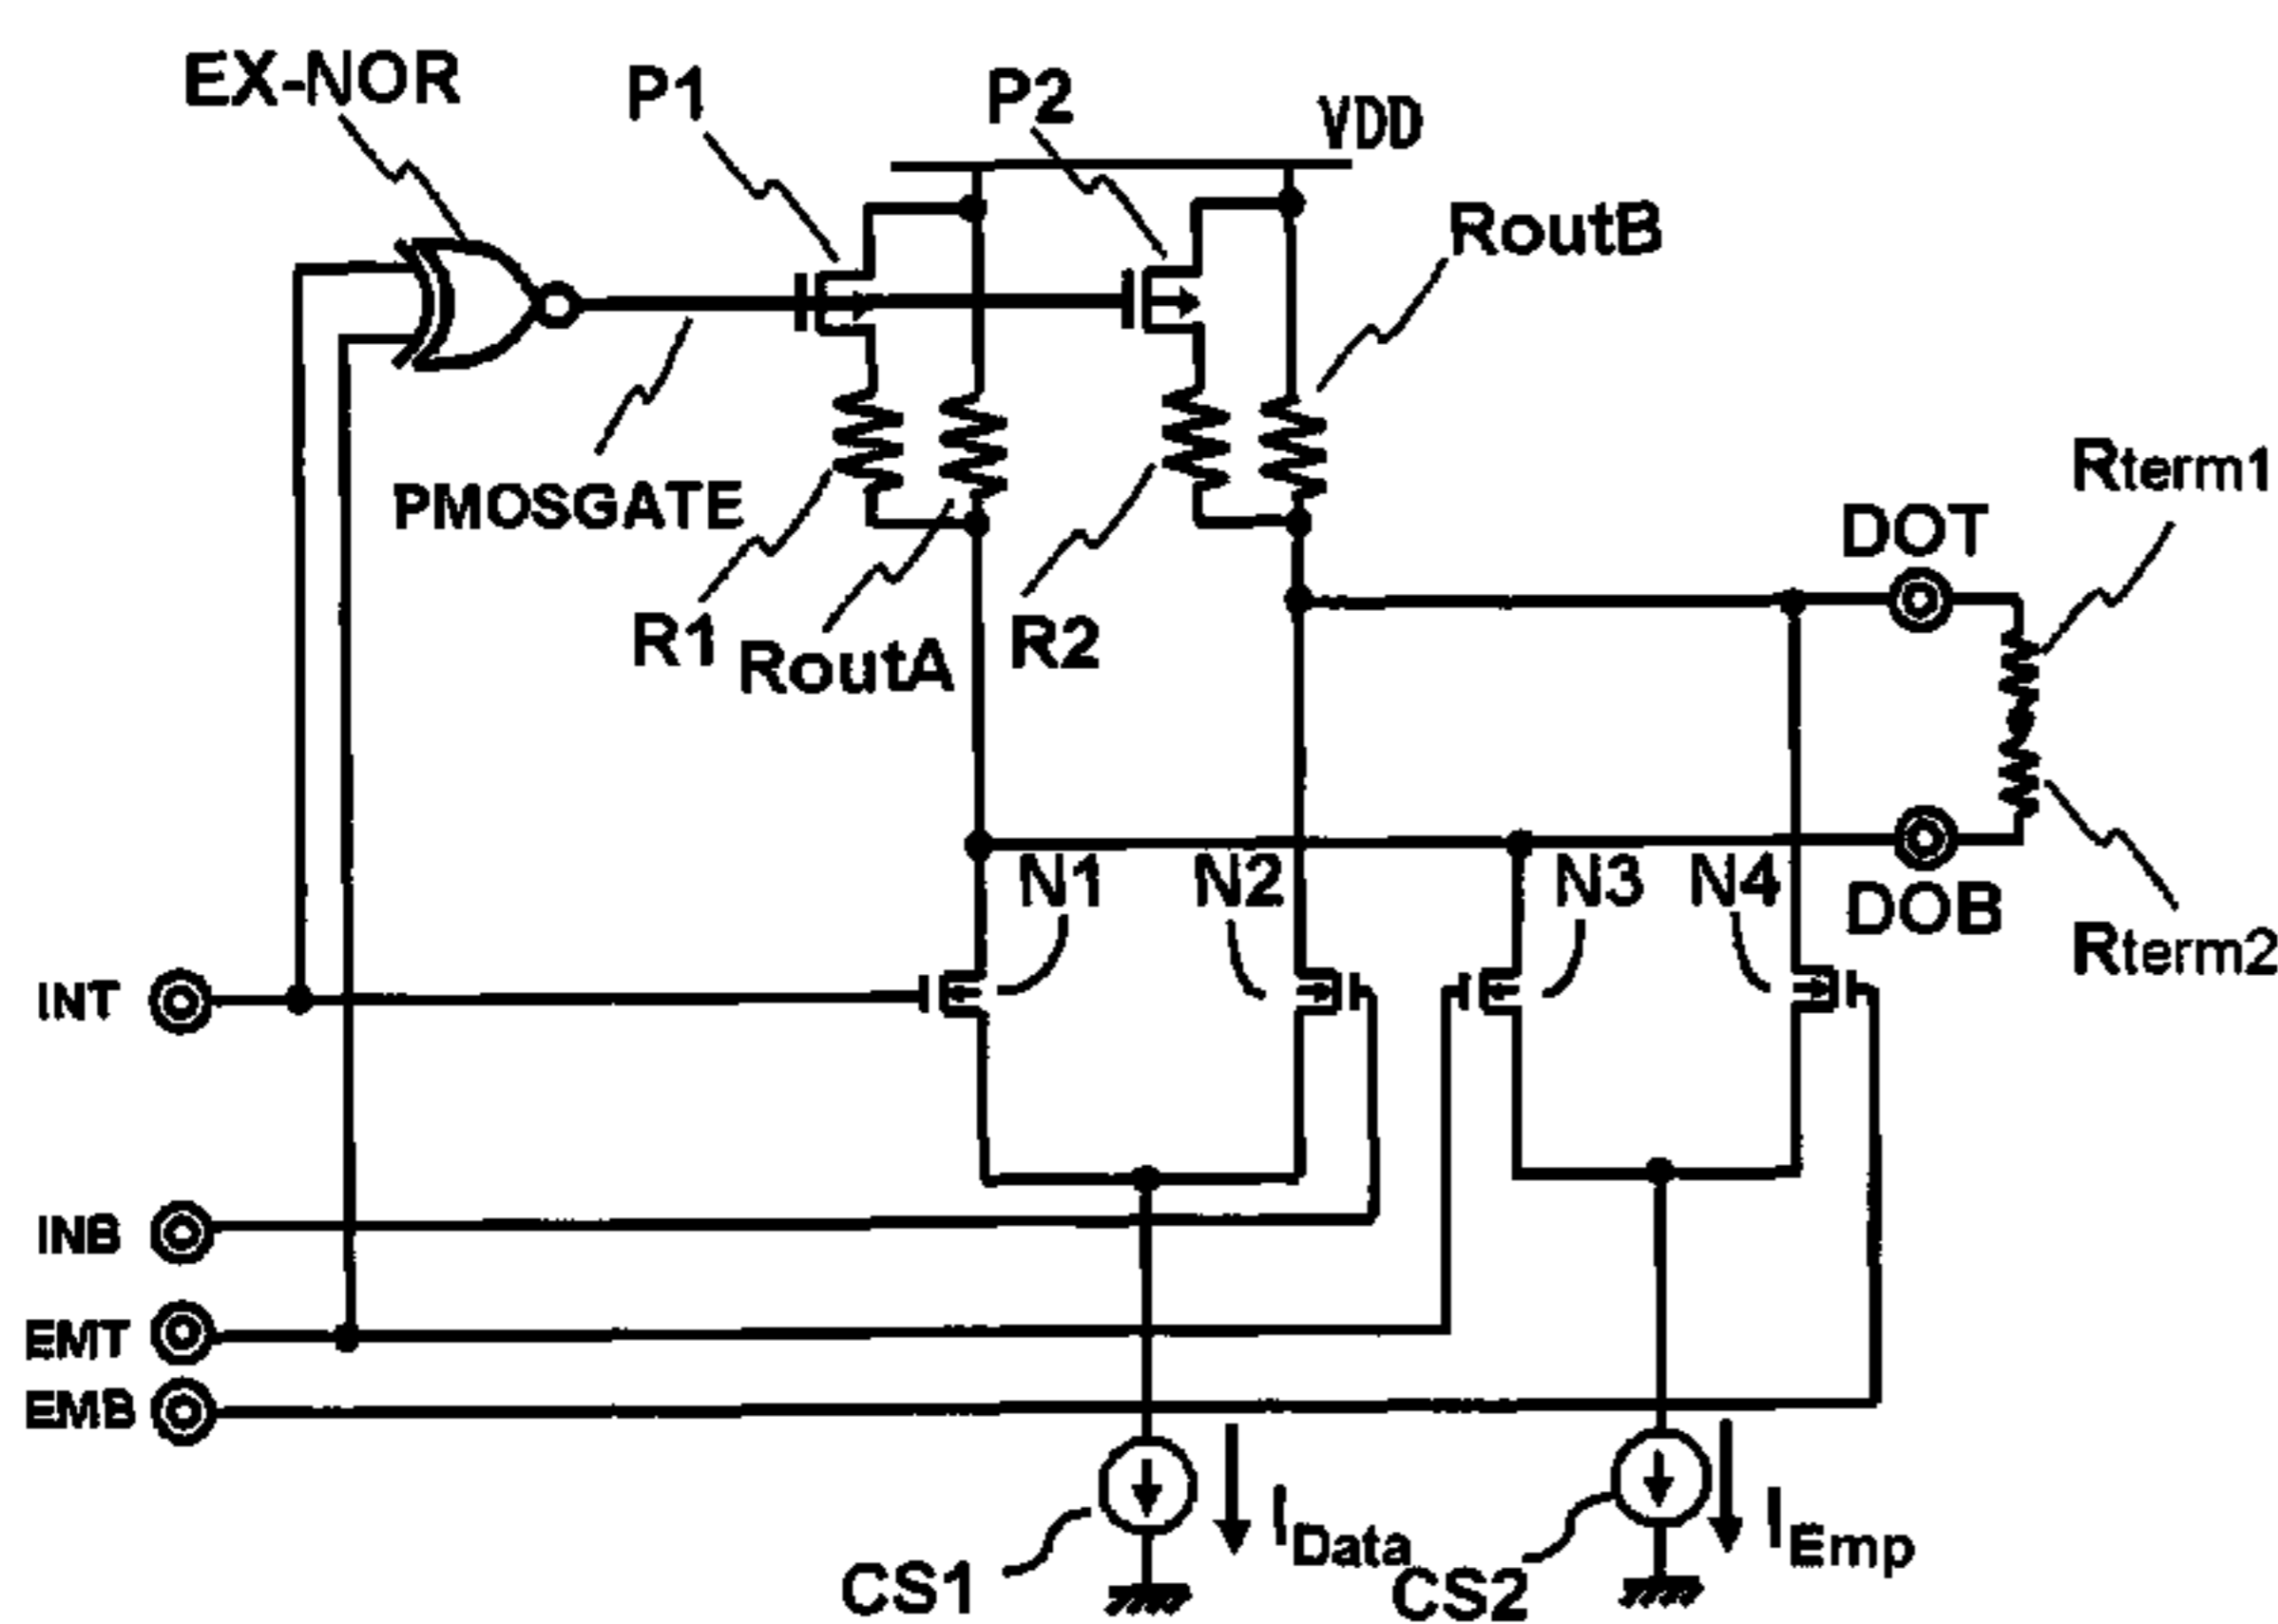 EX-NOR
P1
P2
VDD
RoutB
Rterm1
PMOSGATE
DOT
R1
RoutA
R2
N1
N2
N3
N4
DOB
Rterm2
INT
INB
EMT
EMB
IData
IEmp
CS1
CS2